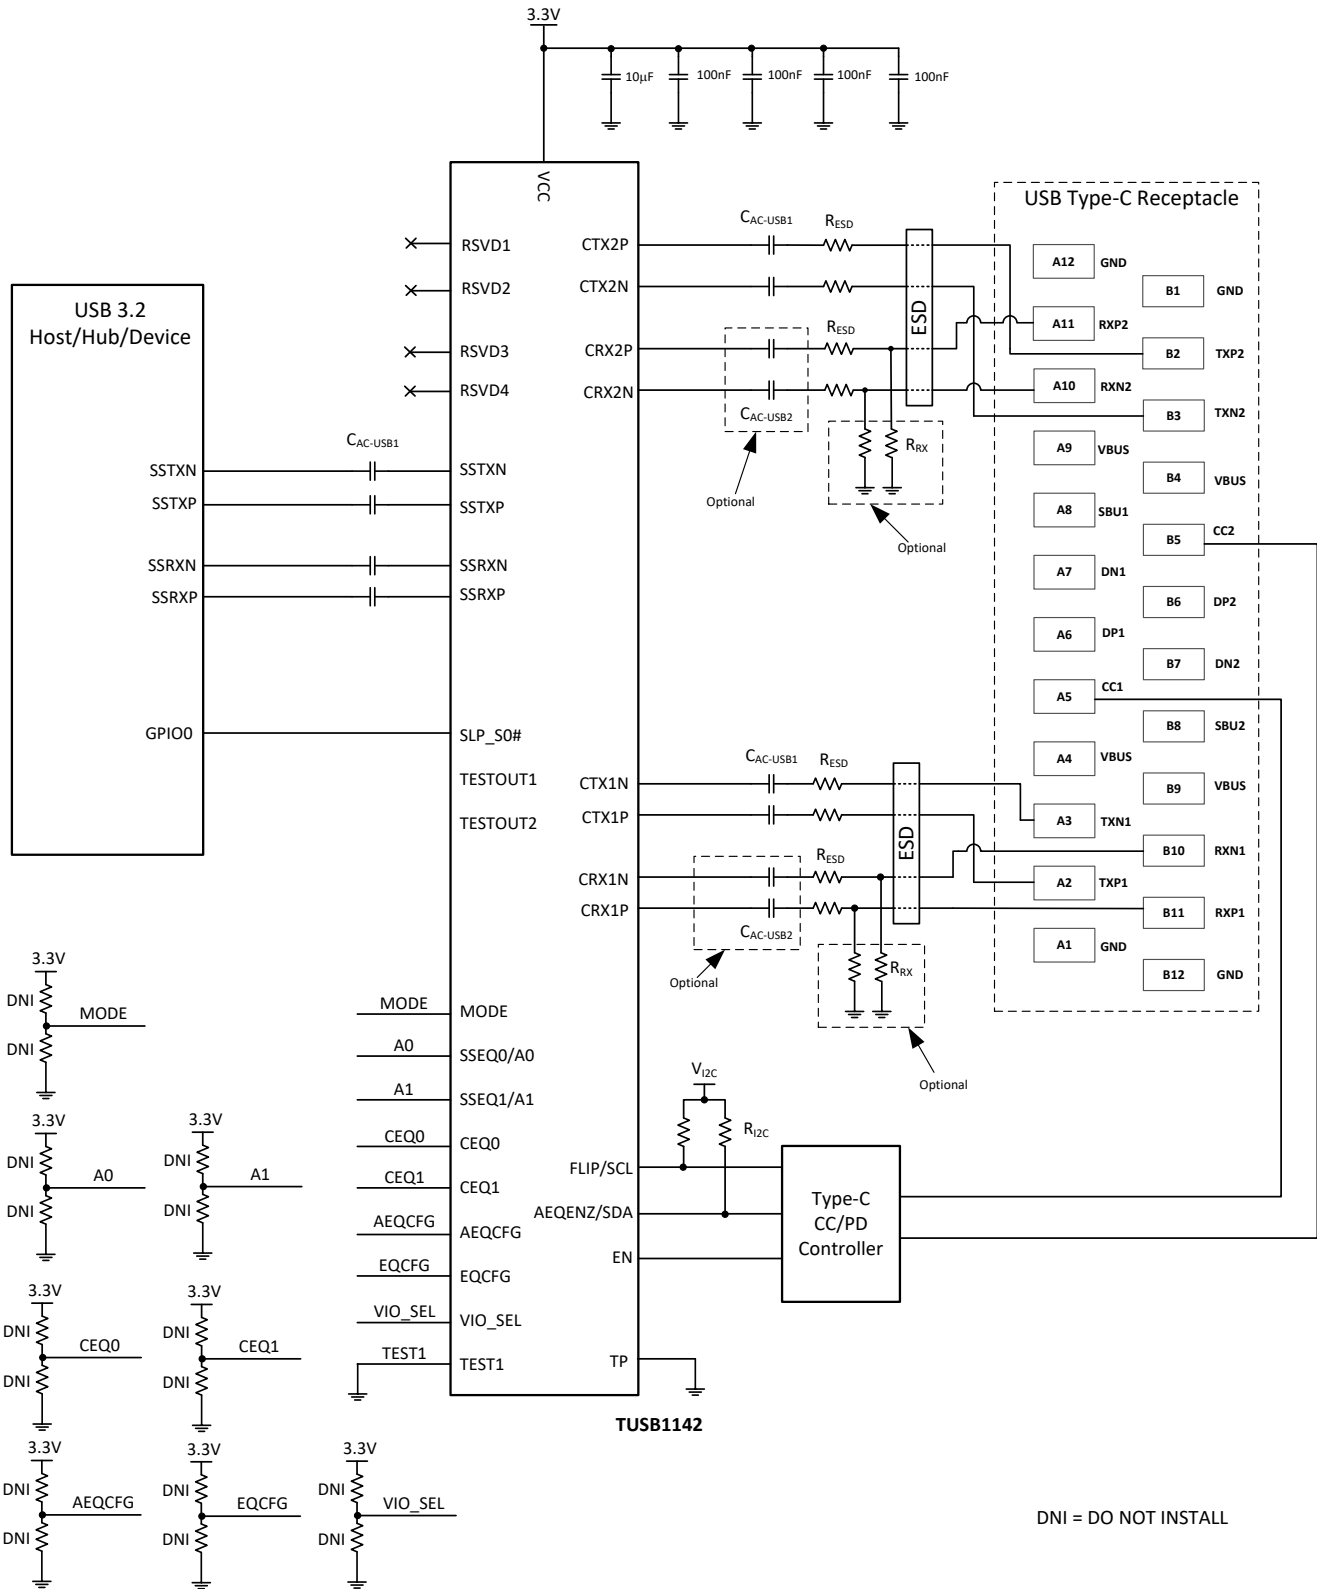 3.3V
10µF
100nF
100nF
100nF
100nF
VCC
USB Type-C Receptacle
USB 3.2
Host/Hub/Device
SSTXN
SSTXP
SSRXN
SSRXP
GPIO0
CAC-USB1
RSVD1
RSVD2
RSVD3
RSVD4
SSTXN
SSTXP
SSRXN
SSRXP
SLP_S0#
TESTOUT1
TESTOUT2
MODE
MODE
A0
SSEQ0/A0
A1
SSEQ1/A1
CEQ0
CEQ0
CEQ1
CEQ1
AEQCFG
AEQCFG
EQCFG
EQCFG
VIO_SEL
VIO_SEL
TEST1
TEST1
CTX2P
CTX2N
CRX2P
CRX2N
CTX1N
CTX1P
CRX1N
CRX1P
FLIP/SCL
AEQENZ/SDA
EN
TP
TUSB1142
CAC-USB1
RESD
RESD
CAC-USB2
RRX
ESD
Optional
Optional
CAC-USB1
RESD
RESD
CAC-USB2
RRX
ESD
Optional
Optional
VI2C
RI2C
Type-C
CC/PD
Controller
A12 GND
B1 GND
A11 RXP2
B2 TXP2
A10 RXN2
B3 TXN2
A9 VBUS
B4 VBUS
A8 SBU1
B5 CC2
A7 DN1
B6 DP2
A6 DP1
B7 DN2
A5 CC1
B8 SBU2
A4 VBUS
B9 VBUS
A3 TXN1
B10 RXN1
A2 TXP1
B11 RXP1
A1 GND
B12 GND
3.3V
DNI
MODE
DNI
3.3V
DNI
A0
DNI
3.3V
DNI
A1
DNI
3.3V
DNI
CEQ0
DNI
3.3V
DNI
CEQ1
DNI
3.3V
DNI
AEQCFG
DNI
3.3V
DNI
EQCFG
DNI
3.3V
DNI
VIO_SEL
DNI
DNI = DO NOT INSTALL